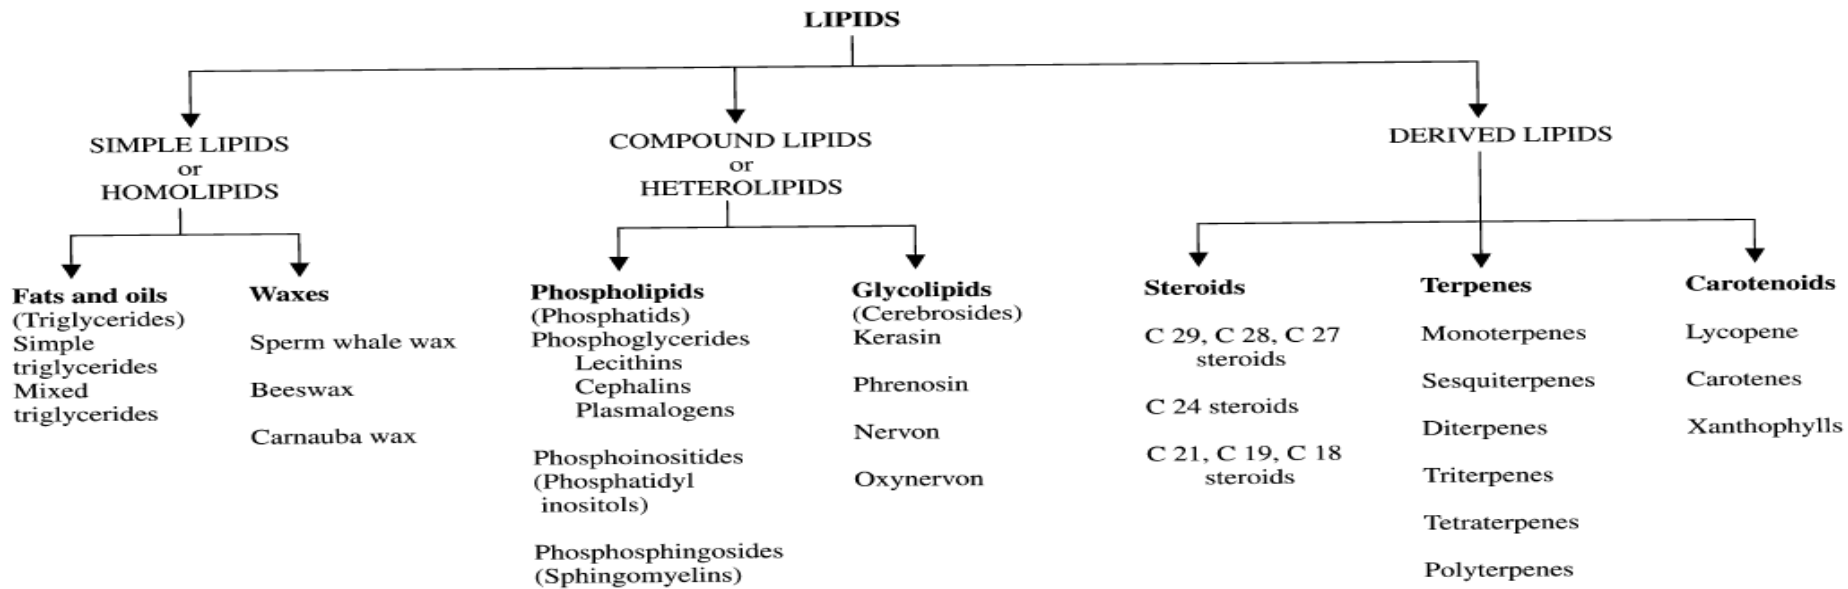 LIPIDS
SIMPLE LIPIDS
or
HOMOLIPIDS
COMPOUND LIPIDS
or
HETEROLIPIDS
DERIVED LIPIDS
Fats and oils
(Triglycerides)
Simple
triglycerides
Mixed
triglycerides
Waxes
Sperm whale wax
Beeswax
Carnauba wax
Phospholipids
(Phosphatids)
Phosphoglycerides
Lecithins
Cephalins
Plasmalogens
Phosphoinositides
(Phosphatidyl
inositols)
Phosphosphingosides
(Sphingomyelins)
Glycolipids
(Cerebrosides)
Kerasin
Phrenosin
Nervon
Oxynervon
Steroids
C 29, C 28, C 27
steroids
C 24 steroids
C 21, C 19, C 18
steroids
Terpenes
Monoterpenes
Sesquiterpenes
Diterpenes
Triterpenes
Tetraterpenes
Polyterpenes
Carotenoids
Lycopene
Carotenes
Xanthophylls